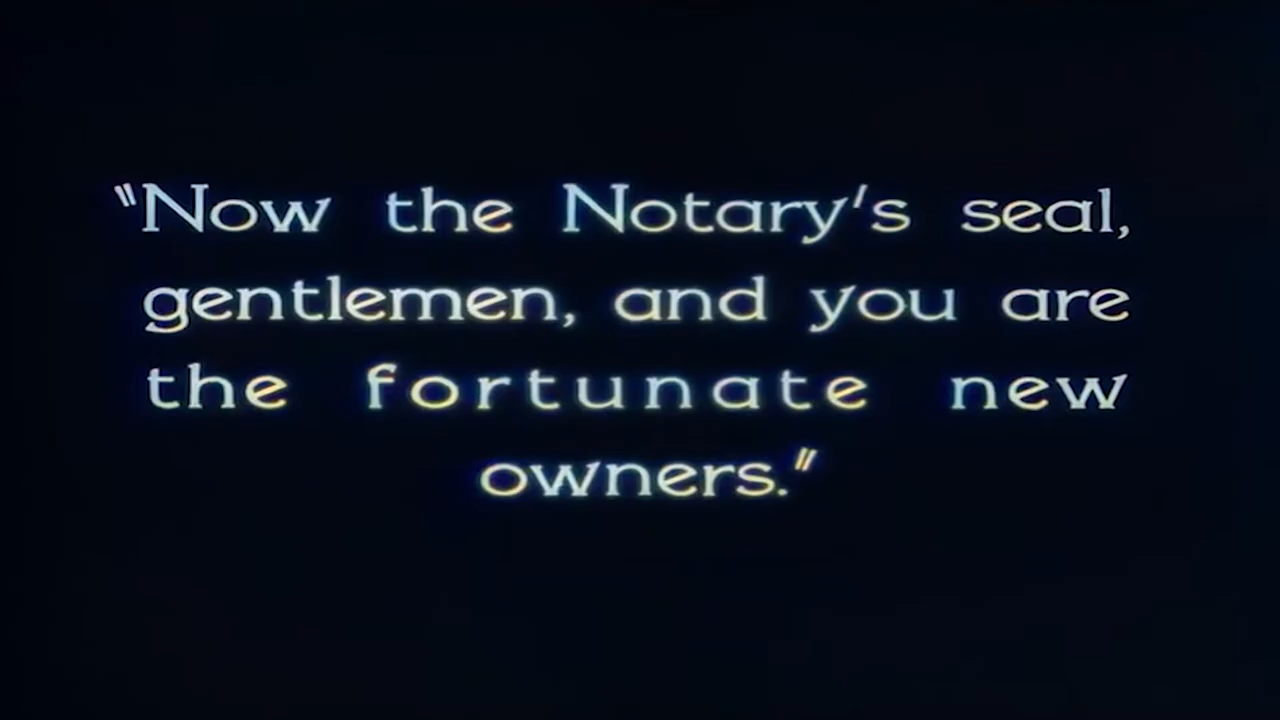 "Now the Notary's seal,
gentlemen, and you are
the fortunate new
owners."